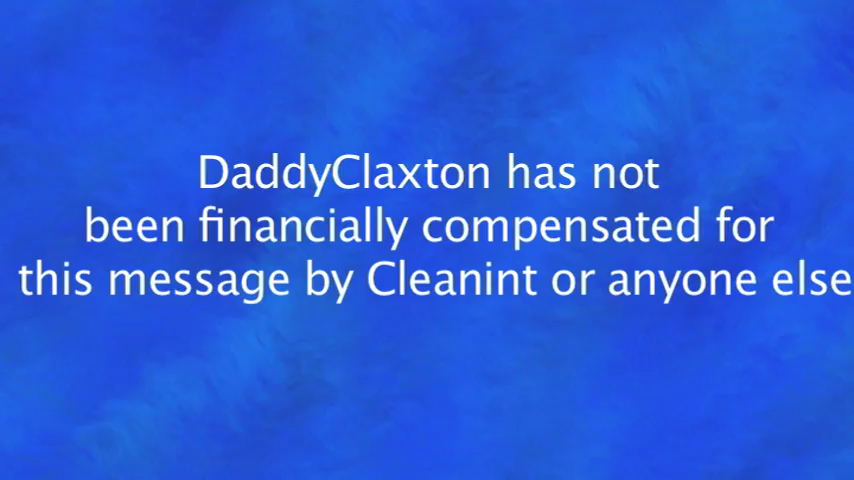 DaddyClaxton has not
been financially compensated for
this message by Cleanint or anyone else